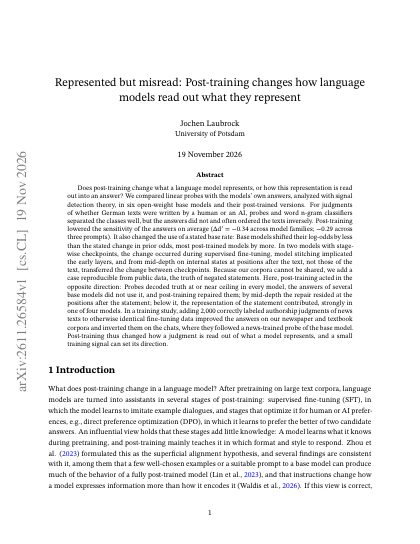 Represented but misread: Post-training changes how language
models read out what they represent
Jochen Laubrock
University of Potsdam
19 November 2026
Abstract
Does post-training change what a language model represents, or how this representation is read
out into an answer? We compared linear probes with the models' own answers, analyzed with signal
detection theory, in six open-weight base models and their post-trained versions. For judgments
of whether German texts were written by a human or an AI, probes and word n-gram classifiers
separated the classes well, but the answers did not and often ordered the texts inversely. Post-training
lowered the sensitivity of the answers on average (Δd′ = −0.34 across model families; −0.29 across
three prompts). It also changed the use of a stated base rate: Base models shifted their log-odds by less
than the stated change in prior odds, most post-trained models by more. In two models with stage-
wise checkpoints, the change occurred during supervised fine-tuning, model stitching implicated the
early layers, and from mid-depth on internal states at positions after the text, not those of the
text, transferred the change between checkpoints. Because our corpora cannot be shared, we add a
case reproducible from public data, the truth of negated statements. Here, post-training acted in the
opposite direction: Probes decoded truth at or near ceiling in every model, the answers of several
base models did not use it, and post-training repaired them; by mid-depth the repair resided at the
positions after the statement; below it, the representation of the statement contributed, strongly in
one of four models. In a training study, adding 2,000 correctly labeled authorship judgments of news
texts to otherwise identical fine-tuning data improved the answers on our newspaper and textbook
corpora and inverted them on the chats, where they followed a news-trained probe of the base model.
Post-training thus changed how a judgment is read out of what a model represents, and a small
training signal can set its direction.
1 Introduction
What does post-training change in a language model? After pretraining on large text corpora, language
models are turned into assistants in several stages of post-training: supervised fine-tuning (SFT), in
which the model learns to imitate example dialogues, and stages that optimize it for human or AI prefer-
ences, e.g., direct preference optimization (DPO), in which it learns to prefer the better of two candidate
answers. An influential view holds that these stages add little knowledge: A model learns what it knows
during pretraining, and post-training mainly teaches it in which format and style to respond. Zhou et
al. (2023) formulated this as the superficial alignment hypothesis, and several findings are consistent
with it, among them that a few well-chosen examples or a suitable prompt to a base model can produce
much of the behavior of a fully post-trained model (Lin et al., 2023), and that instructions change how
a model expresses information more than how it encodes it (Waldis et al., 2026). If this view is correct,
1
arXiv:2611.26584v1 [cs.CL] 19 Nov 2026